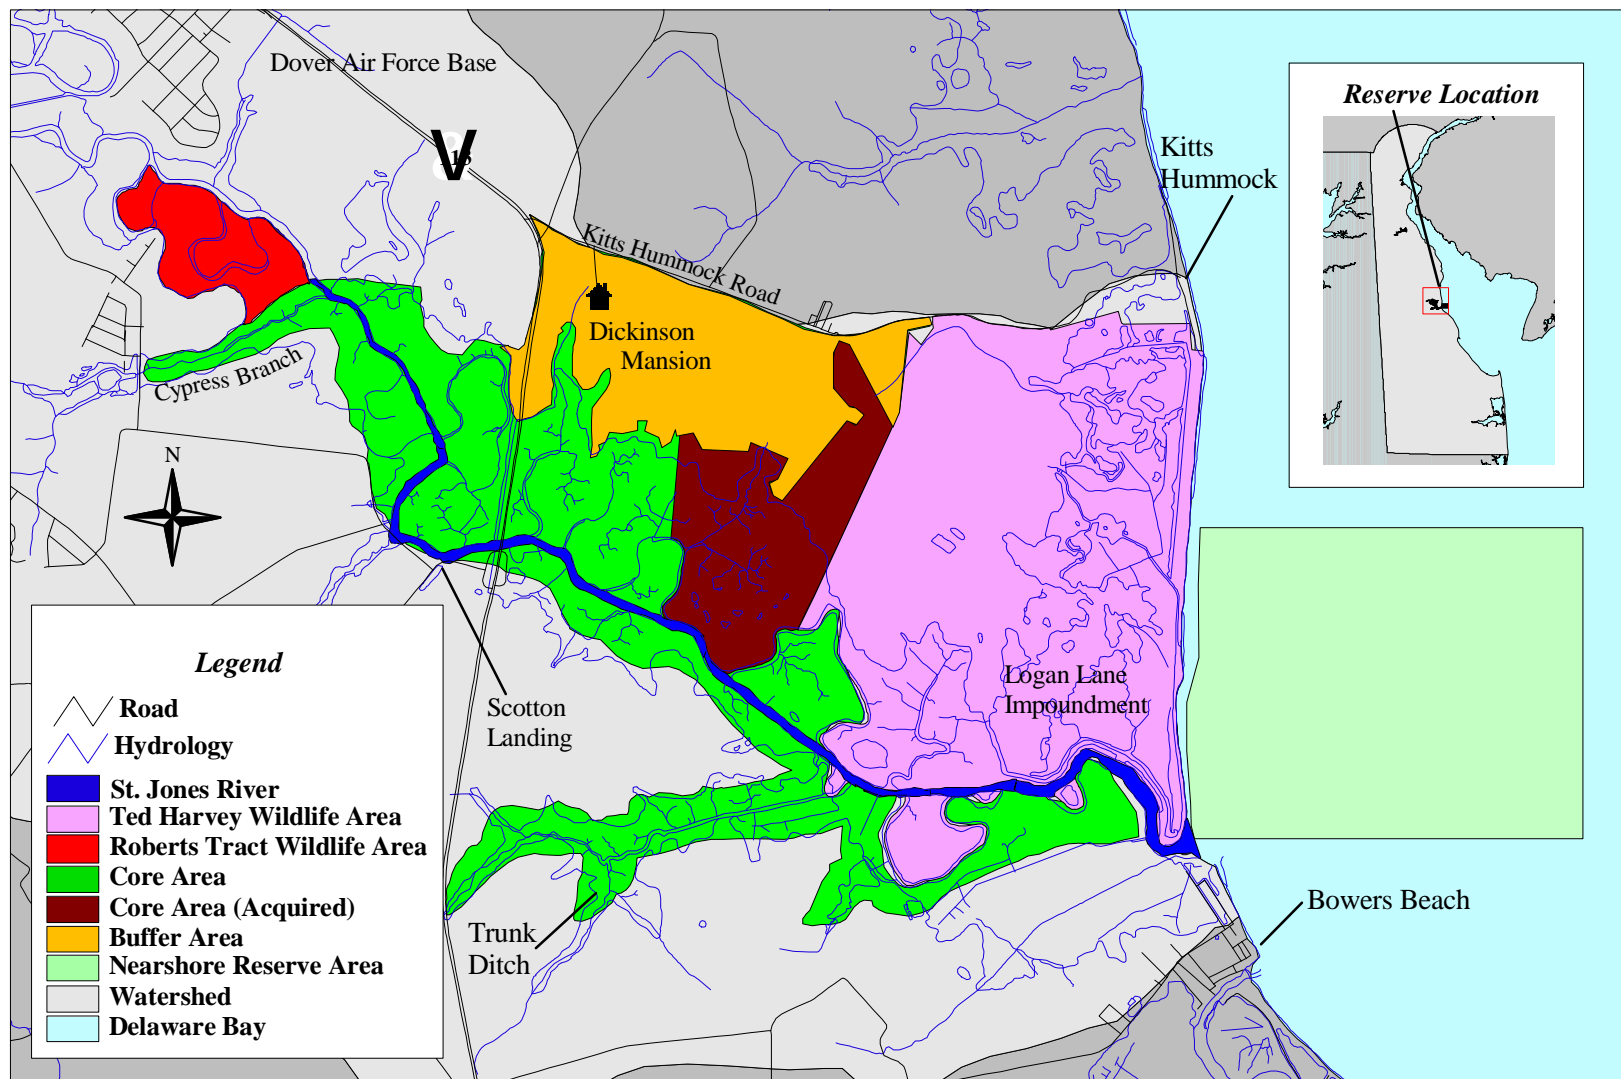 Dover Air Force Base
Reserve Location
Kitts
Hummock
Kitts Hummock Road
Dickinson
Mansion
Cypress Branch
N
Logan Lane
Impoundment
Scotton
Landing
Trunk
Ditch
Bowers Beach
Legend
Road
Hydrology
St. Jones River
Ted Harvey Wildlife Area
Roberts Tract Wildlife Area
Core Area
Core Area (Acquired)
Buffer Area
Nearshore Reserve Area
Watershed
Delaware Bay